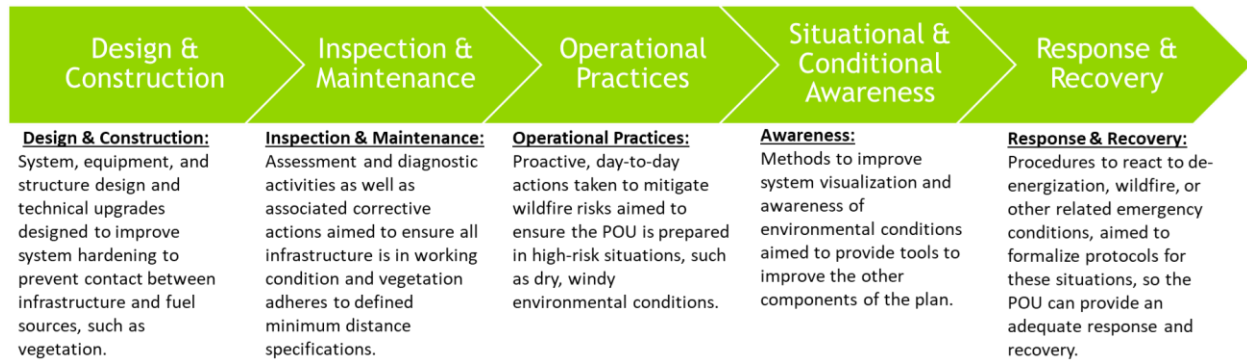 Design &
Construction
Inspection &
Maintenance
Operational
Practices
Situational &
Conditional
Awareness
Response &
Recovery
Design & Construction:
System, equipment, and
structure design and
technical upgrades
designed to improve
system hardening to
prevent contact between
infrastructure and fuel
sources, such as
vegetation.
Inspection & Maintenance:
Assessment and diagnostic
activities as well as
associated corrective
actions aimed to ensure all
infrastructure is in working
condition and vegetation
adheres to defined
minimum distance
specifications.
Operational Practices:
Proactive, day-to-day
actions taken to mitigate
wildfire risks aimed to
ensure the POU is prepared
in high-risk situations, such
as dry, windy
environmental conditions.
Awareness:
Methods to improve
system visualization and
awareness of
environmental conditions
aimed to provide tools to
improve the other
components of the plan.
Response & Recovery:
Procedures to react to de-
energization, wildfire, or
other related emergency
conditions, aimed to
formalize protocols for
these situations, so the
POU can provide an
adequate response and
recovery.